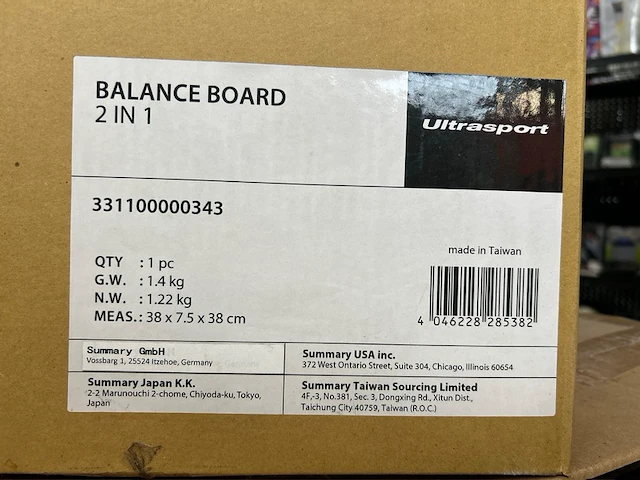 BALANCE BOARD
2 IN 1
Ultrasport
331100000343
made in Taiwan
QTY : 1 pc
G.W. : 1.4 kg
N.W. : 1.22 kg
MEAS.: 38 x 7.5 x 38 cm
4 046228 285382
Summary GmbH
Vossbarg 1, 25524 Itzehoe, Germany
Summary USA inc.
372 West Ontario Street, Suite 304, Chicago, Illinois 60654
Summary Japan K.K.
2-2 Marunouchi 2-chome, Chiyoda-ku, Tokyo,
Japan
Summary Taiwan Sourcing Limited
4F,-3, No.381, Sec. 3, Dongxing Rd., Xitun Dist.,
Taichung City 40759, Taiwan (R.O.C.)